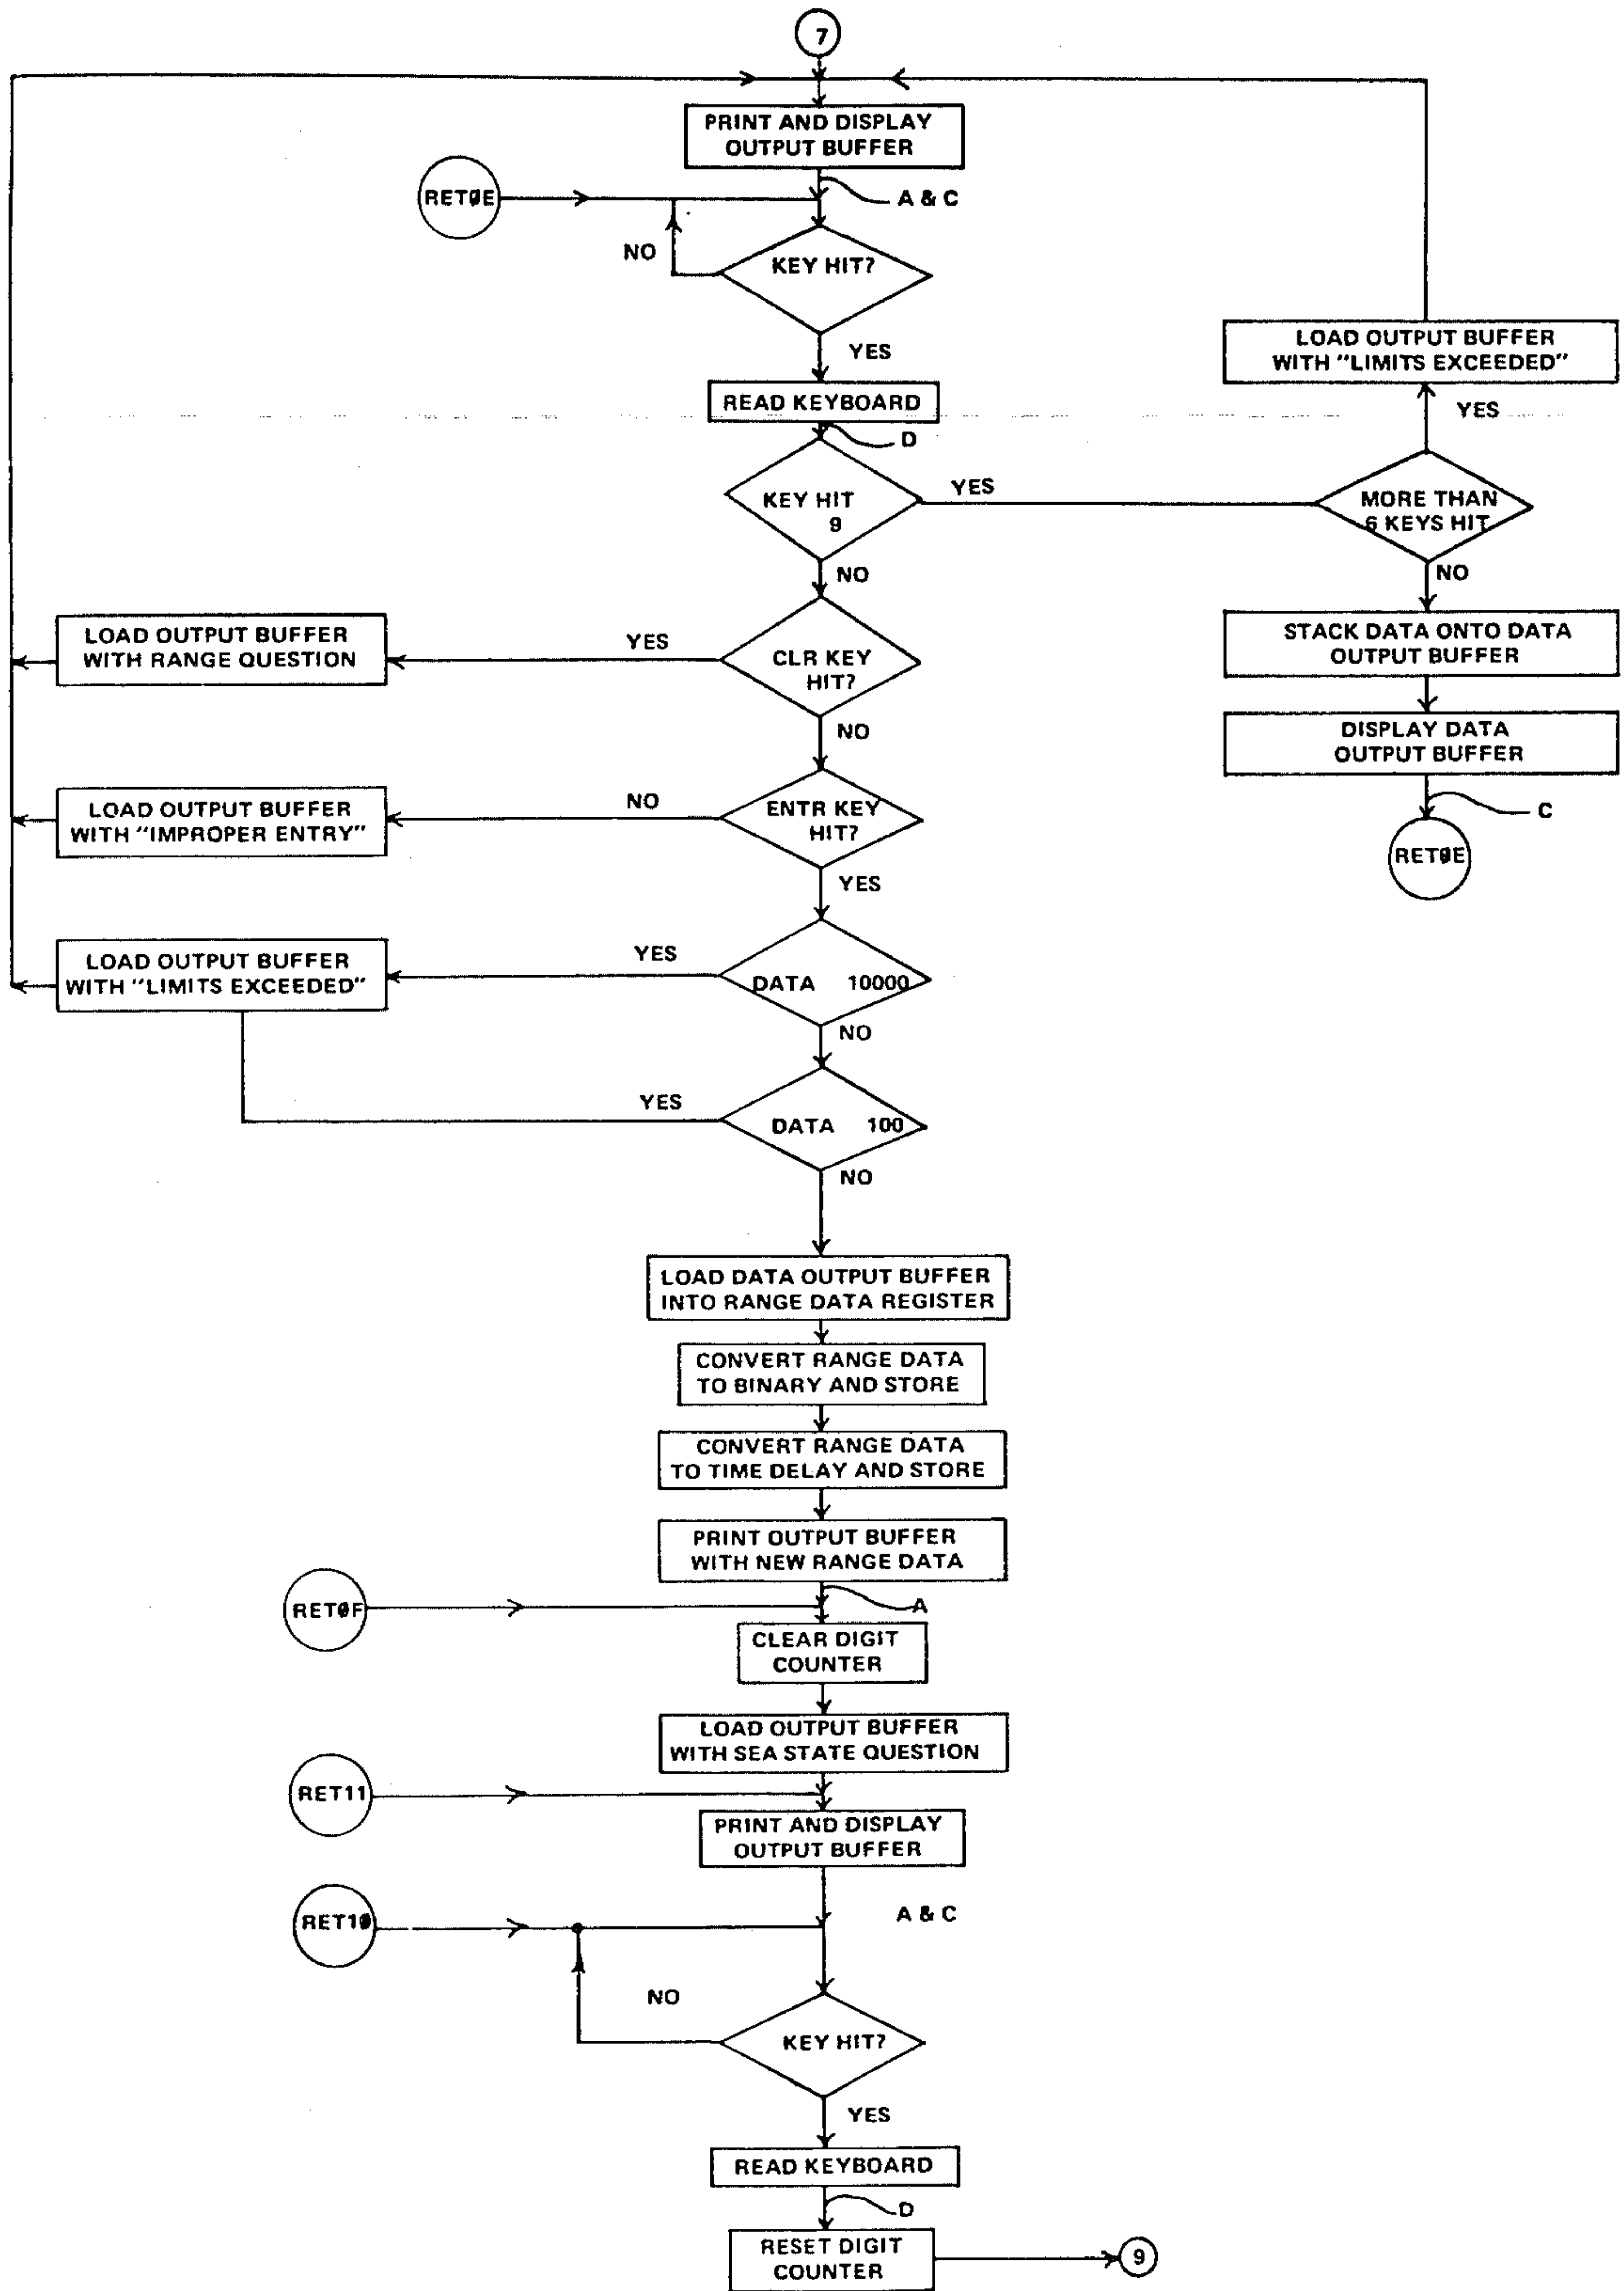 7
PRINT AND DISPLAY
OUTPUT BUFFER
RETØE
A & C
NO
KEY HIT?
YES
LOAD OUTPUT BUFFER
WITH "LIMITS EXCEEDED"
READ KEYBOARD
YES
D
KEY HIT
9
YES
MORE THAN
6 KEYS HIT
NO
NO
LOAD OUTPUT BUFFER
WITH RANGE QUESTION
YES
CLR KEY
HIT?
STACK DATA ONTO DATA
OUTPUT BUFFER
NO
DISPLAY DATA
OUTPUT BUFFER
LOAD OUTPUT BUFFER
WITH "IMPROPER ENTRY"
NO
ENTR KEY
HIT?
C
RETØE
YES
LOAD OUTPUT BUFFER
WITH "LIMITS EXCEEDED"
YES
DATA 10000
NO
YES
DATA 100
NO
LOAD DATA OUTPUT BUFFER
INTO RANGE DATA REGISTER
CONVERT RANGE DATA
TO BINARY AND STORE
CONVERT RANGE DATA
TO TIME DELAY AND STORE
PRINT OUTPUT BUFFER
WITH NEW RANGE DATA
RETØF
A
CLEAR DIGIT
COUNTER
LOAD OUTPUT BUFFER
WITH SEA STATE QUESTION
RET11
PRINT AND DISPLAY
OUTPUT BUFFER
RET1Ø
A & C
NO
KEY HIT?
YES
READ KEYBOARD
D
RESET DIGIT
COUNTER
9